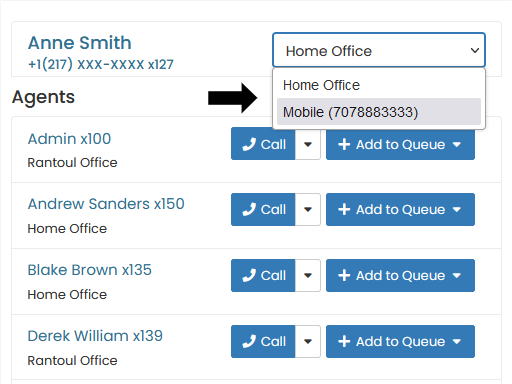 Anne Smith
+1(217) XXX-XXXX x127
Home Office
Home Office
Mobile (7078883333)
Agents
Admin x100
Rantoul Office
Call
Add to Queue
Andrew Sanders x150
Home Office
Call
Add to Queue
Blake Brown x135
Home Office
Call
Add to Queue
Derek William x139
Rantoul Office
Call
Add to Queue